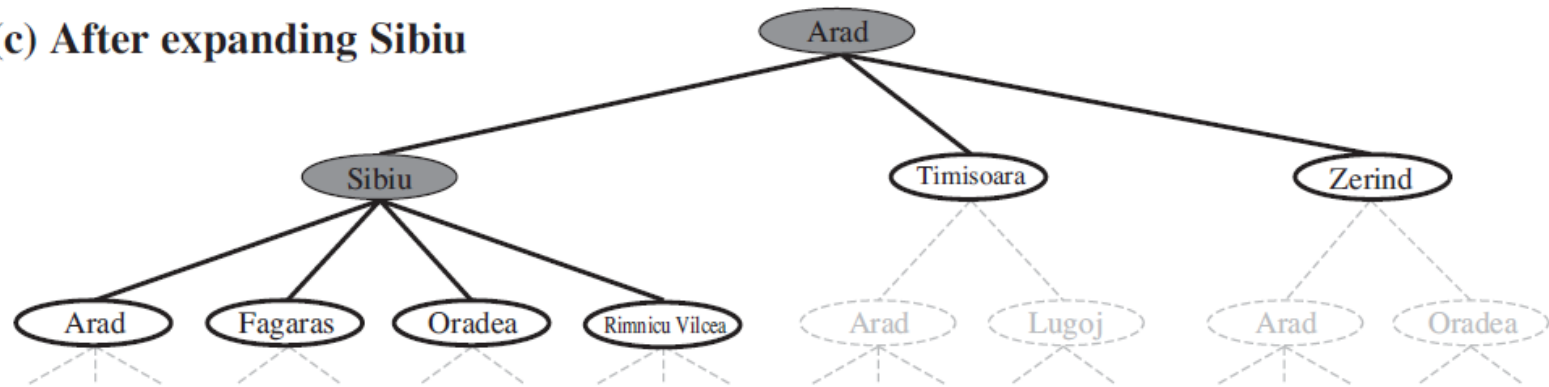 c) After expanding Sibiu
Arad
Sibiu
Timisoara
Zerind
Arad
Fagaras
Oradea
Rimnicu Vilcea
Arad
Lugoj
Arad
Oradea